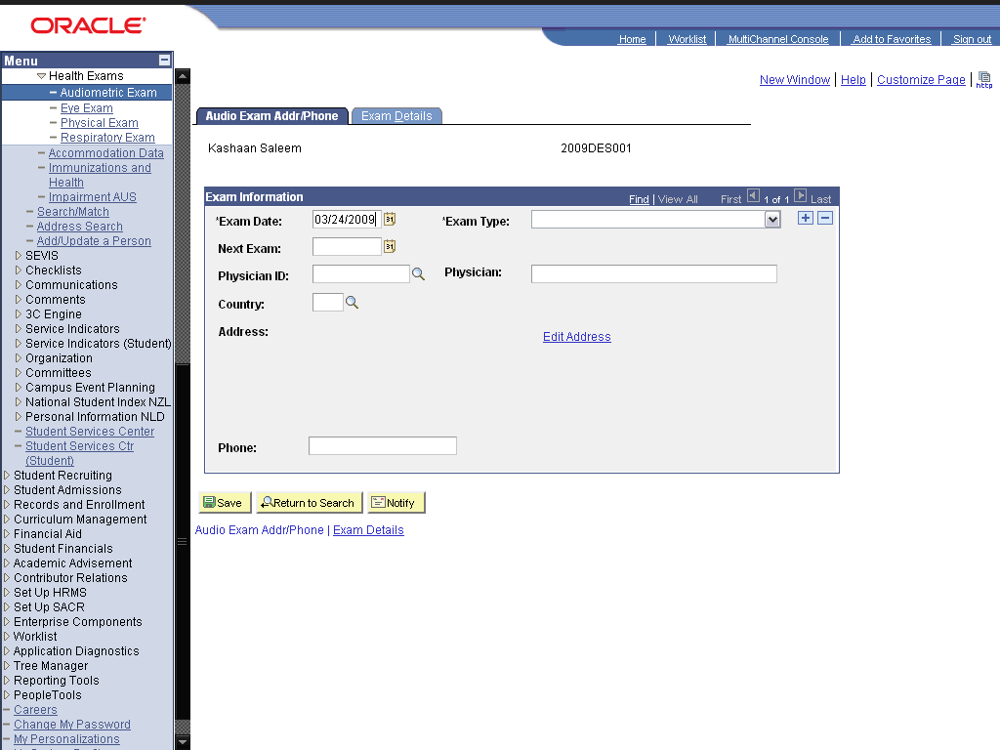 ORACLE®
Home
Worklist
MultiChannel Console
Add to Favorites
Sign out
Menu
Health Exams
Audiometric Exam
Eye Exam
Physical Exam
Respiratory Exam
Accommodation Data
Immunizations and
Health
Impairment AUS
Search/Match
Address Search
Add/Update a Person
SEVIS
Checklists
Communications
Comments
3C Engine
Service Indicators
Service Indicators (Student)
Organization
Committees
Campus Event Planning
National Student Index NZL
Personal Information NLD
Student Services Center
Student Services Ctr
(Student)
Student Recruiting
Student Admissions
Records and Enrollment
Curriculum Management
Financial Aid
Student Financials
Academic Advisement
Contributor Relations
Set Up HRMS
Set Up SACR
Enterprise Components
Worklist
Application Diagnostics
Tree Manager
Reporting Tools
PeopleTools
Careers
Change My Password
My Personalizations
New Window | Help | Customize Page | http
Audio Exam Addr/Phone
Exam Details
Kashaan Saleem
2009DES001
Exam Information
Find | View All
First 1 of 1 Last
*Exam Date: 03/24/2009 31
*Exam Type:
Next Exam: 31
Physician ID:
Physician:
Country:
Address:
Edit Address
Phone:
Save
Return to Search
Notify
Audio Exam Addr/Phone | Exam Details